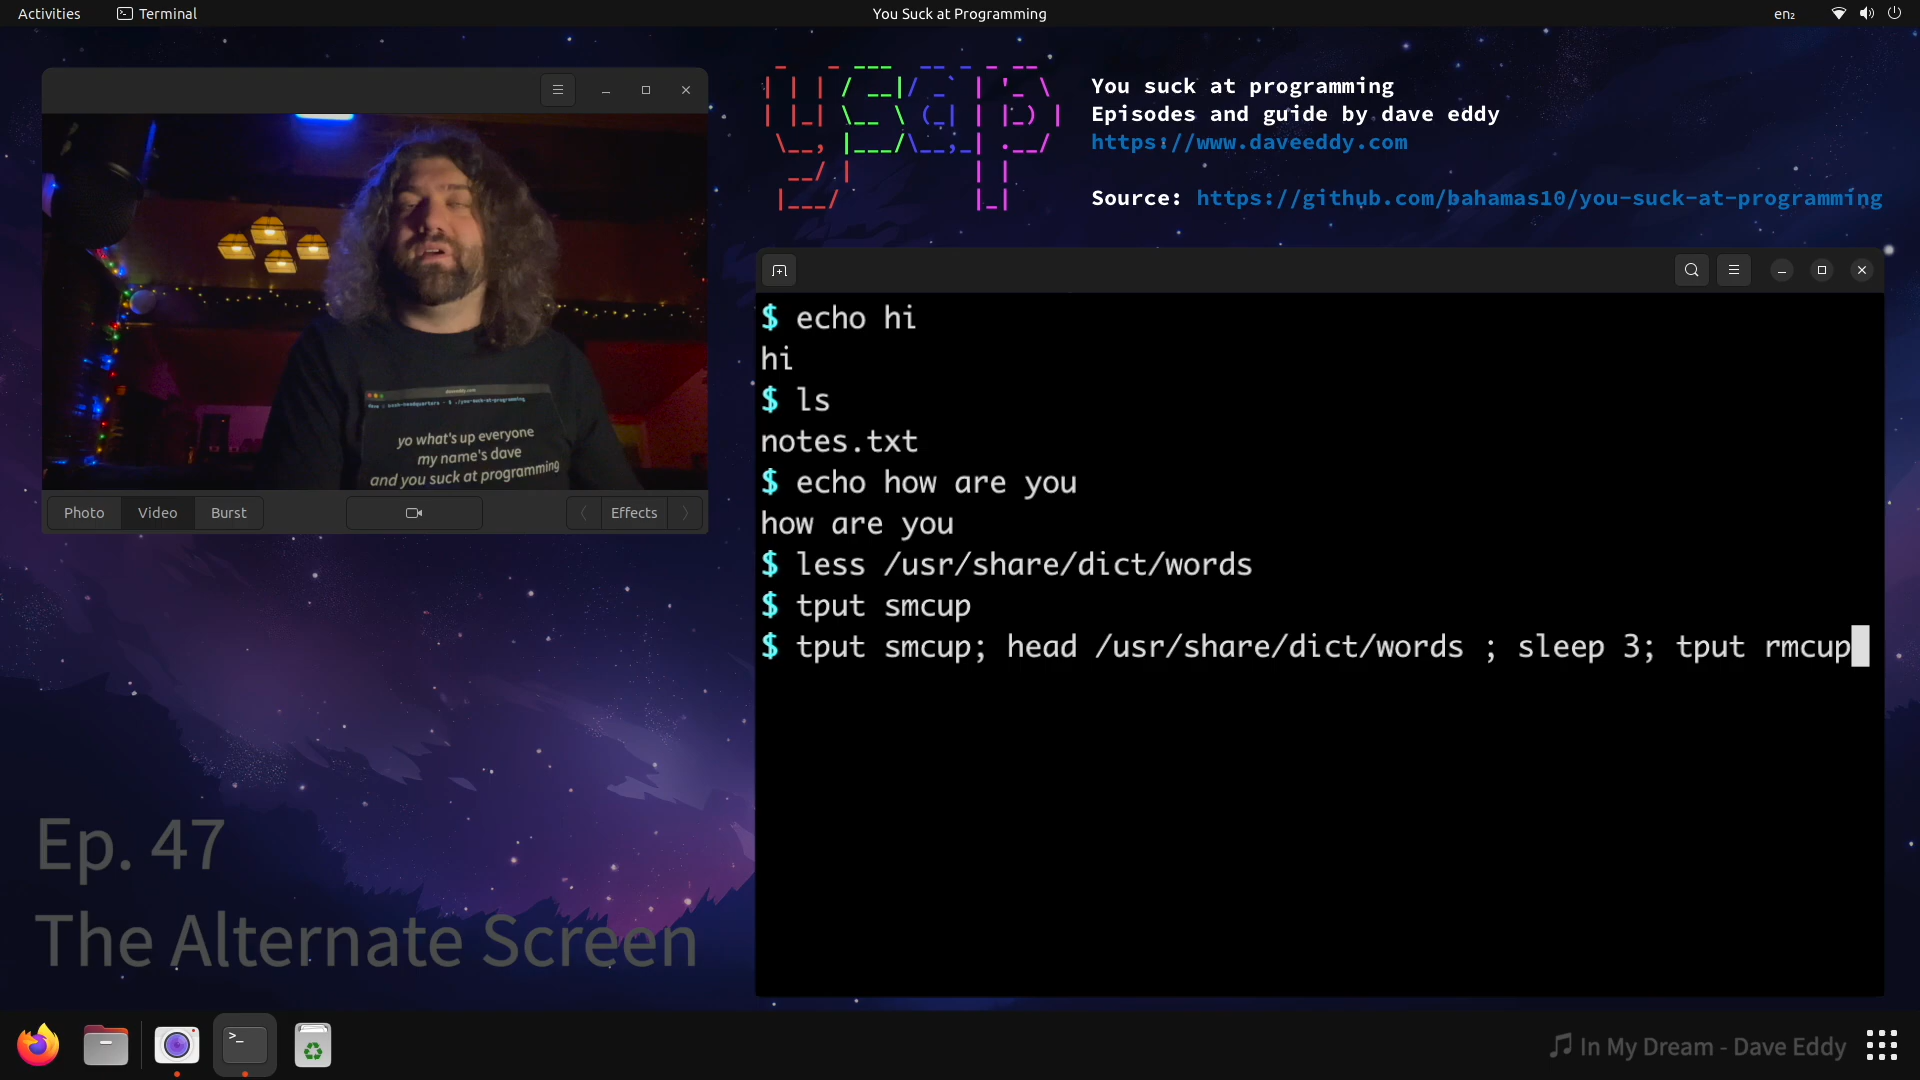 Activities
Terminal
You Suck at Programming
en₂
You suck at programming
Episodes and guide by dave eddy
https://www.daveeddy.com
Source: https://github.com/bahamas10/you-suck-at-programming
yo what's up everyone
my name's dave
and you suck at programming
Photo
Video
Burst
Effects
$ echo hi
hi
$ ls
notes.txt
$ echo how are you
how are you
$ less /usr/share/dict/words
$ tput smcup
$ tput smcup; head /usr/share/dict/words ; sleep 3; tput rmcup
Ep. 47
The Alternate Screen
In My Dream - Dave Eddy